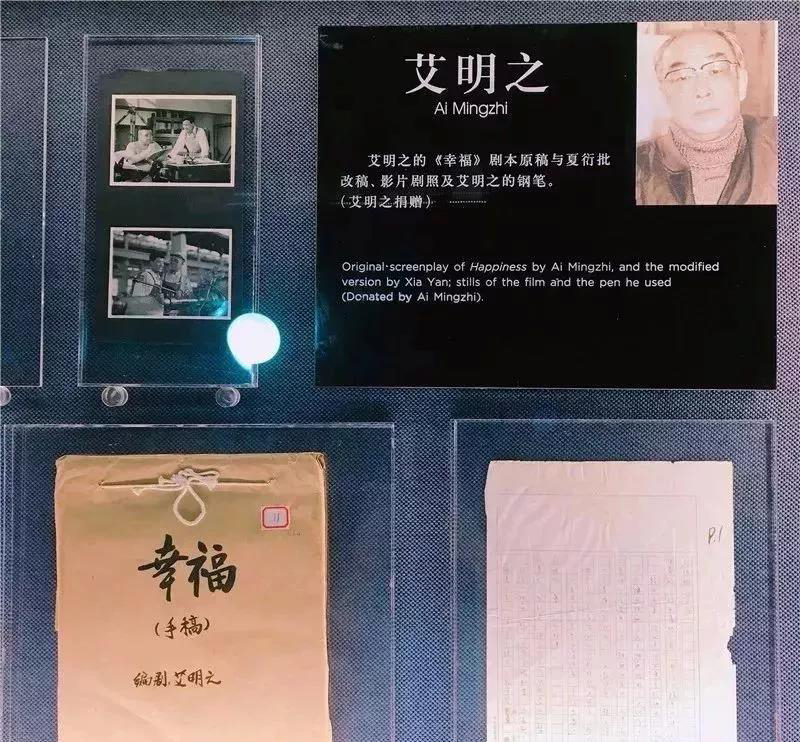 艾明之
Ai Mingzhi
艾明之的《幸福》剧本原稿与夏衍批
改稿、影片剧照及艾明之的钢笔。
(艾明之捐赠)
Original screenplay of Happiness by Ai Mingzhi, and the modified
version by Xia Yan; stills of the film and the pen he used
(Donated by Ai Mingzhi).
11
幸福
(手稿)
编剧.艾明之
P.1